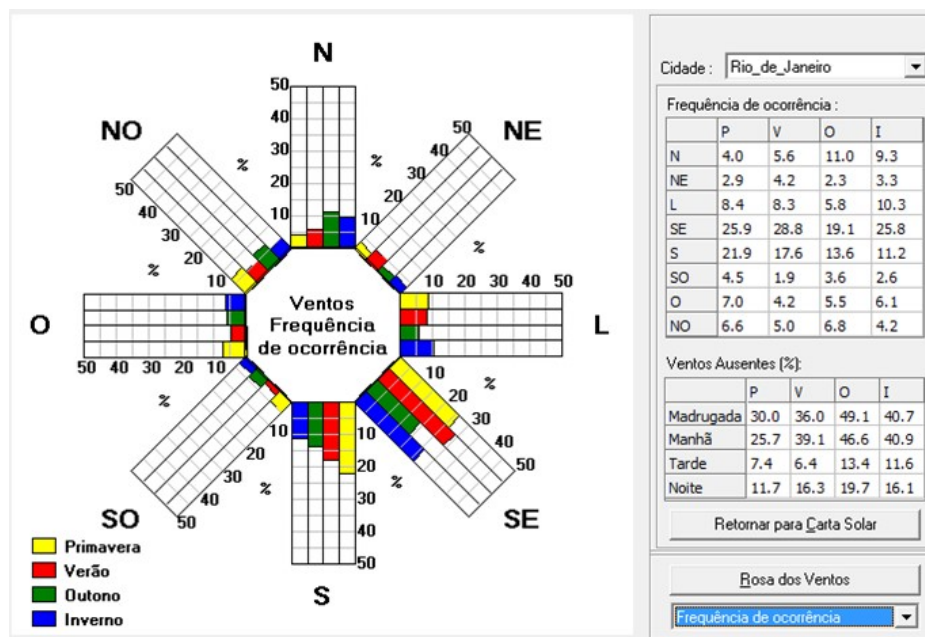 N
50
40
30
20
10
%
NO
50
40
30
20
10
%
NE
50
40
30
20
10
%
O
50 40 30 20 10
%
Ventos
Frequência
de ocorrência
L
10 20 30 40 50
%
SO
50
40
30
20
10
%
S
10
20
30
40
50
%
SE
10
20
30
40
50
%
Primavera
Verão
Outono
Inverno
Cidade : Rio_de_Janeiro
Frequência de ocorrência :
P V O I
N 4.0 5.6 11.0 9.3
NE 2.9 4.2 2.3 3.3
L 8.4 8.3 5.8 10.3
SE 25.9 28.8 19.1 25.8
S 21.9 17.6 13.6 11.2
SO 4.5 1.9 3.6 2.6
O 7.0 4.2 5.5 6.1
NO 6.6 5.0 6.8 4.2
Ventos Ausentes (%):
P V O I
Madrugada 30.0 36.0 49.1 40.7
Manhã 25.7 39.1 46.6 40.9
Tarde 7.4 6.4 13.4 11.6
Noite 11.7 16.3 19.7 16.1
Retornar para Carta Solar
Rosa dos Ventos
Frequência de ocorrência